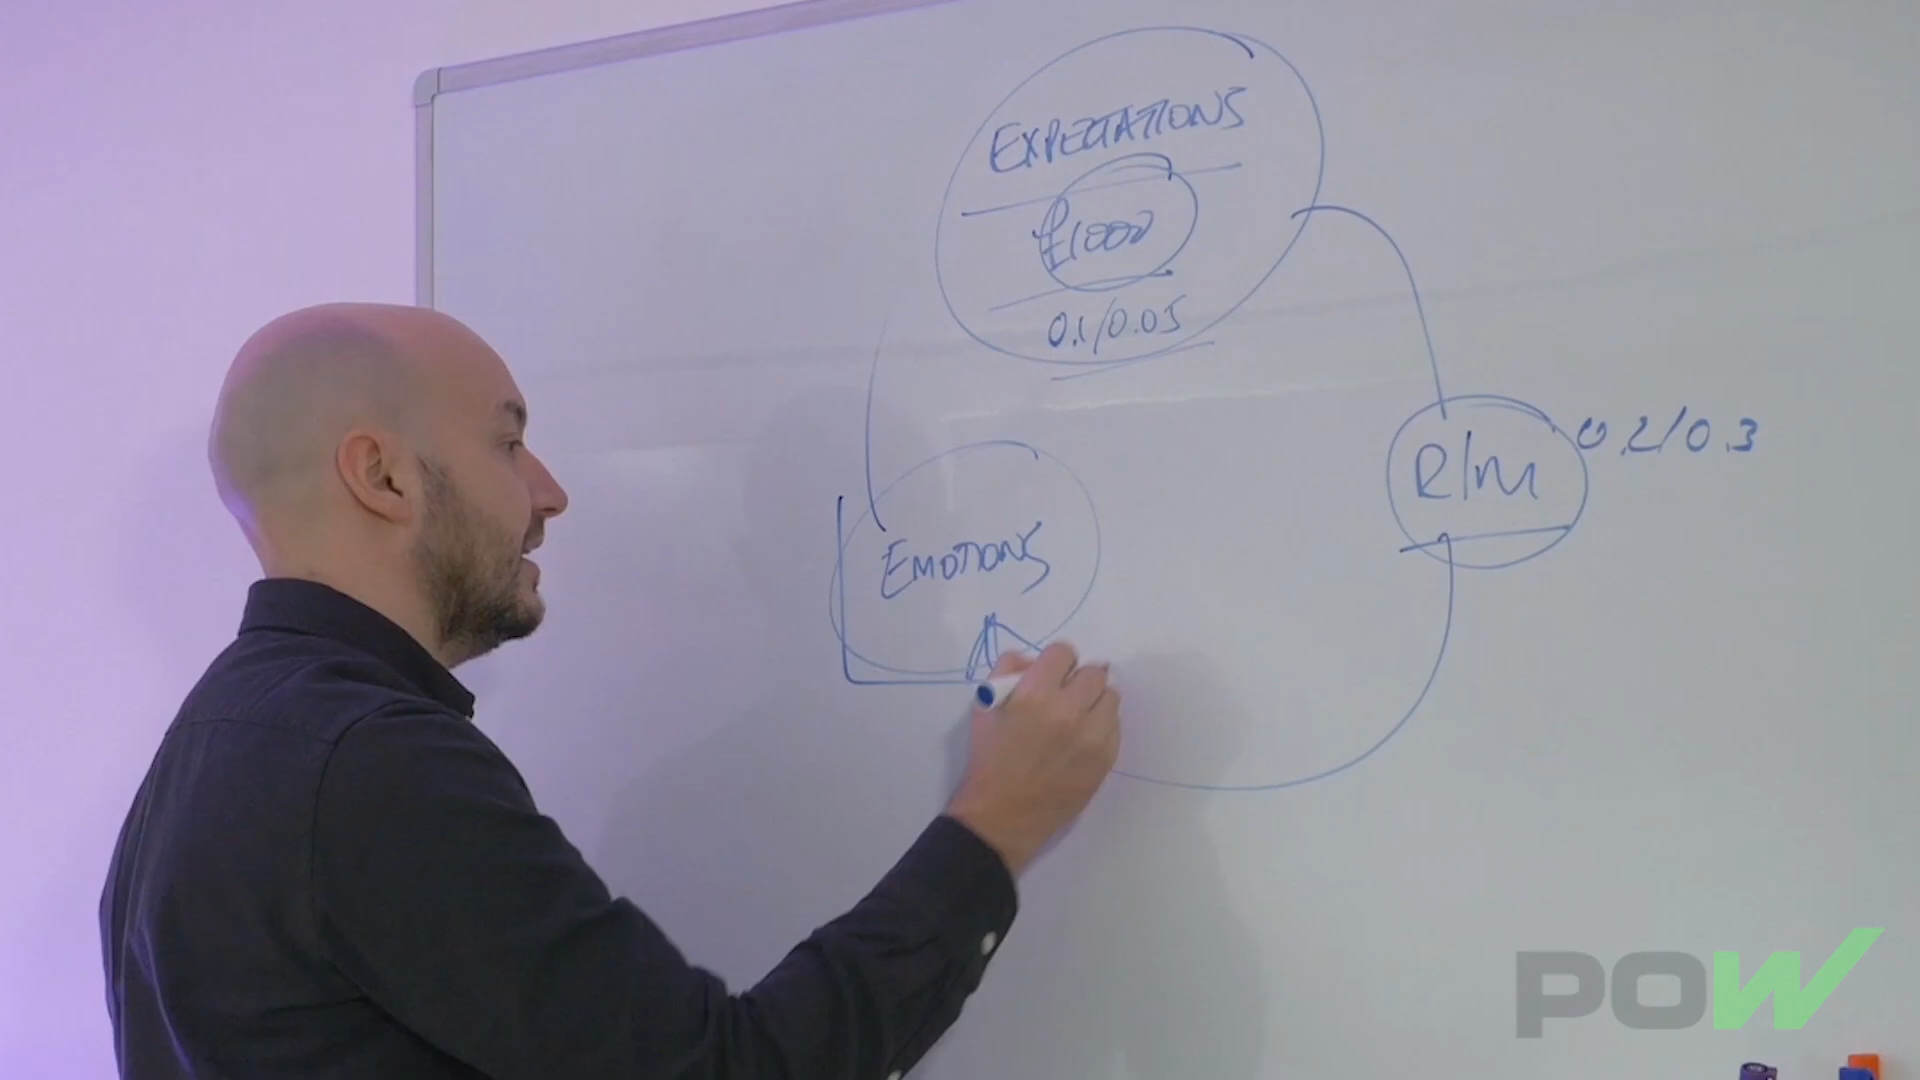 EXPECTATIONS
£1000
0.1/0.05
R/M
0.2/0.3
EMOTIONS
POW